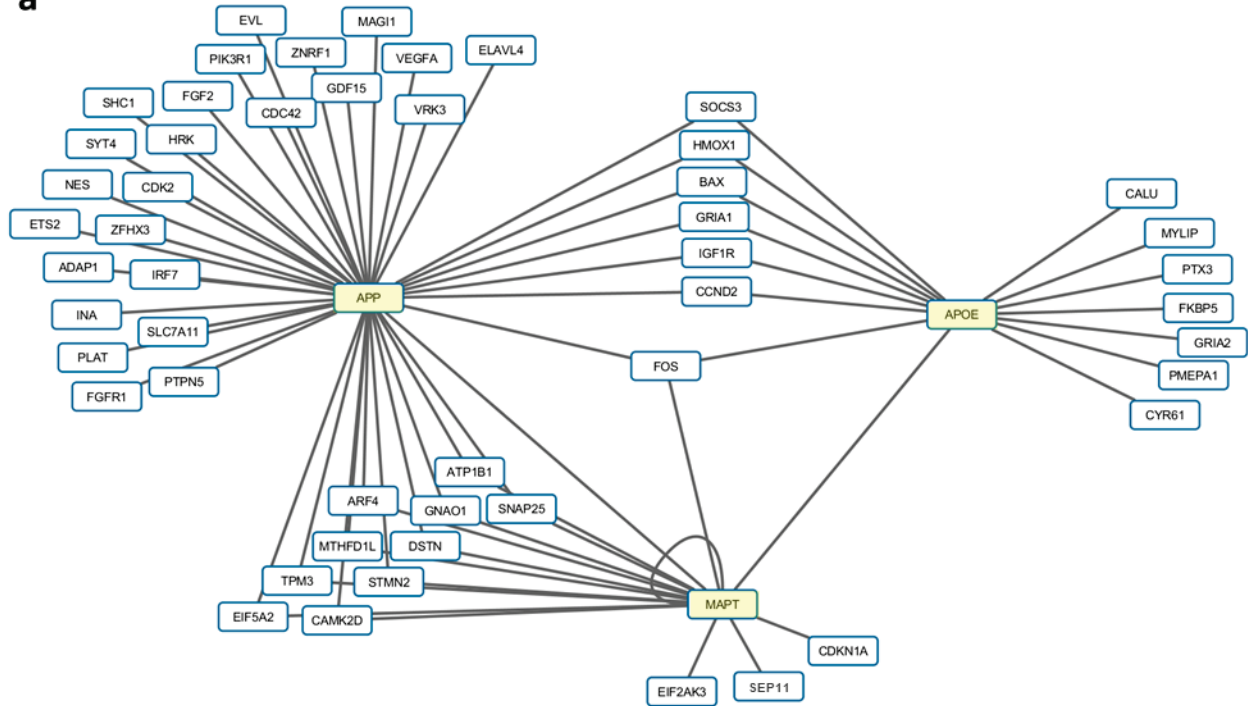 a
EVL
MAGI1
ZNRF1
ELAVL4
PIK3R1
VEGFA
GDF15
FGF2
SHC1
CDC42
VRK3
SOCS3
HRK
SYT4
HMOX1
NES
CDK2
BAX
CALU
ETS2
ZFHX3
GRIA1
MYLIP
ADAP1
IRF7
IGF1R
PTX3
APP
CCND2
INA
APOE
FKBP5
SLC7A11
GRIA2
PLAT
FOS
PMEPA1
PTPN5
FGFR1
CYR61
ATP1B1
ARF4
GNAO1
SNAP25
MTHFD1L
DSTN
TPM3
STMN2
MAPT
EIF5A2
CAMK2D
CDKN1A
EIF2AK3
SEP11